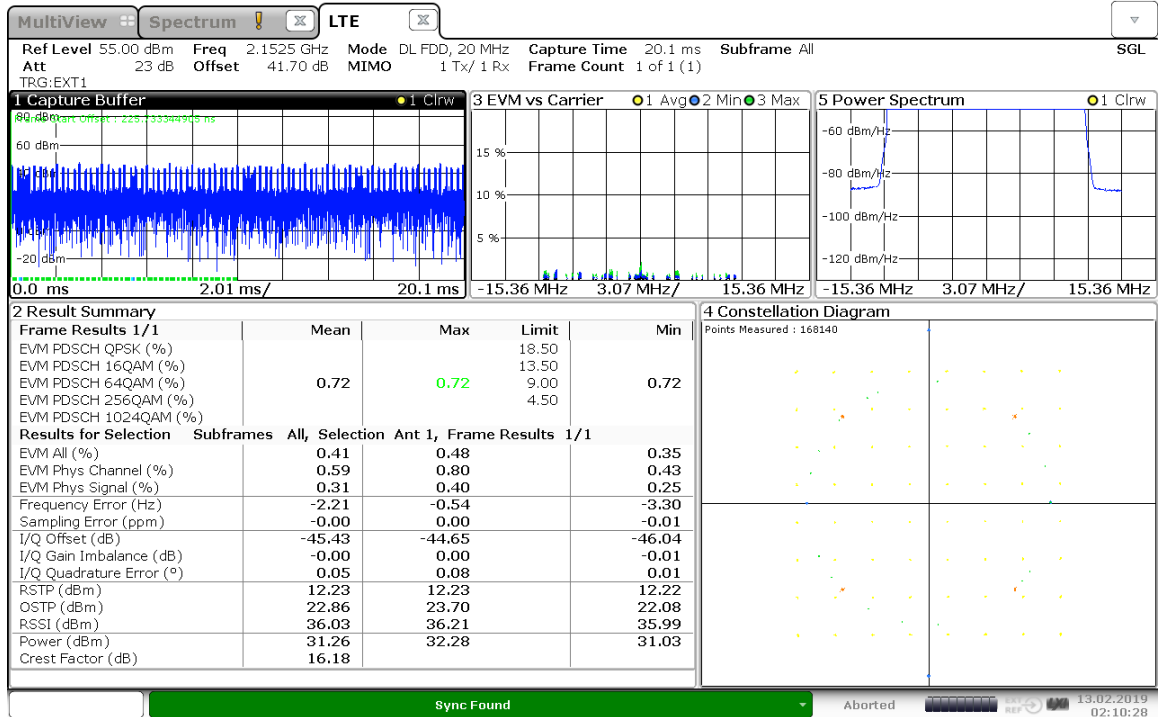 MultiView Spectrum ! LTE
Ref Level 55.00 dBm Freq 2.1525 GHz Mode DL FDD, 20 MHz Capture Time 20.1 ms Subframe All SGL
Att 23 dB Offset 41.70 dB MIMO 1 Tx/ 1 Rx Frame Count 1 of 1 (1)
TRG:EXT1
1 Capture Buffer 1 Clrw
80 dBm
60 dBm
-20 dBm
0.0 ms 2.01 ms/ 20.1 ms
3 EVM vs Carrier 1 Avg 2 Min 3 Max
15 %
10 %
5 %
-15.36 MHz 3.07 MHz/ 15.36 MHz
5 Power Spectrum 1 Clrw
-60 dBm/Hz
-80 dBm/Hz
-100 dBm/Hz
-120 dBm/Hz
-15.36 MHz 3.07 MHz/ 15.36 MHz
2 Result Summary
Frame Results 1/1 Mean Max Limit Min
EVM PDSCH QPSK (%) 18.50
EVM PDSCH 16QAM (%) 13.50
EVM PDSCH 64QAM (%) 0.72 0.72 9.00 0.72
EVM PDSCH 256QAM (%) 4.50
EVM PDSCH 1024QAM (%)
Results for Selection Subframes All, Selection Ant 1, Frame Results 1/1
EVM All (%) 0.41 0.48 0.35
EVM Phys Channel (%) 0.59 0.80 0.43
EVM Phys Signal (%) 0.31 0.40 0.25
Frequency Error (Hz) -2.21 -0.54 -3.30
Sampling Error (ppm) -0.00 0.00 -0.01
I/Q Offset (dB) -45.43 -44.65 -46.04
I/Q Gain Imbalance (dB) -0.00 0.00 -0.01
I/Q Quadrature Error (°) 0.05 0.08 0.01
RSTP (dBm) 12.23 12.23 12.22
OSTP (dBm) 22.86 23.70 22.08
RSSI (dBm) 36.03 36.21 35.99
Power (dBm) 31.26 32.28 31.03
Crest Factor (dB) 16.18
4 Constellation Diagram
Points Measured : 168140
Sync Found
Aborted
EXT
REF
13.02.2019
02:10:28